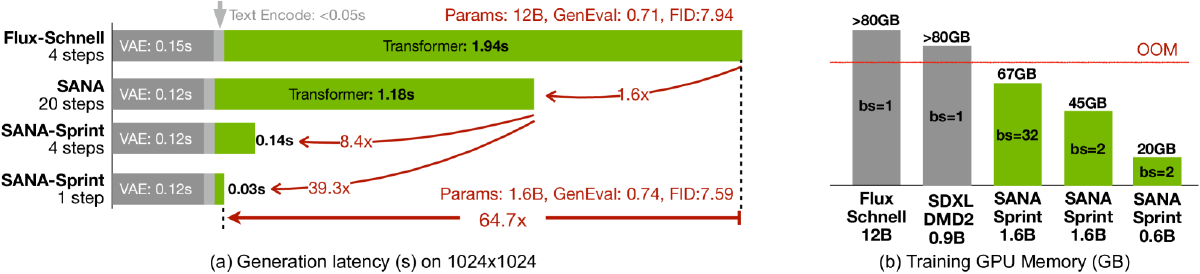 Text Encode: <0.05s
Params: 12B, GenEval: 0.71, FID:7.94
Flux-Schnell
4 steps
VAE: 0.15s
Transformer: 1.94s
SANA
20 steps
VAE: 0.12s
Transformer: 1.18s
1.6x
SANA-Sprint
4 steps
VAE: 0.12s
0.14s
8.4x
SANA-Sprint
1 step
VAE: 0.12s
0.03s
39.3x
Params: 1.6B, GenEval: 0.74, FID:7.59
64.7x
(a) Generation latency (s) on 1024x1024
>80GB
>80GB
OOM
67GB
45GB
20GB
bs=1
bs=1
bs=32
bs=2
bs=2
Flux
Schnell
12B
SDXL
DMD2
0.9B
SANA
Sprint
1.6B
SANA
Sprint
1.6B
SANA
Sprint
0.6B
(b) Training GPU Memory (GB)